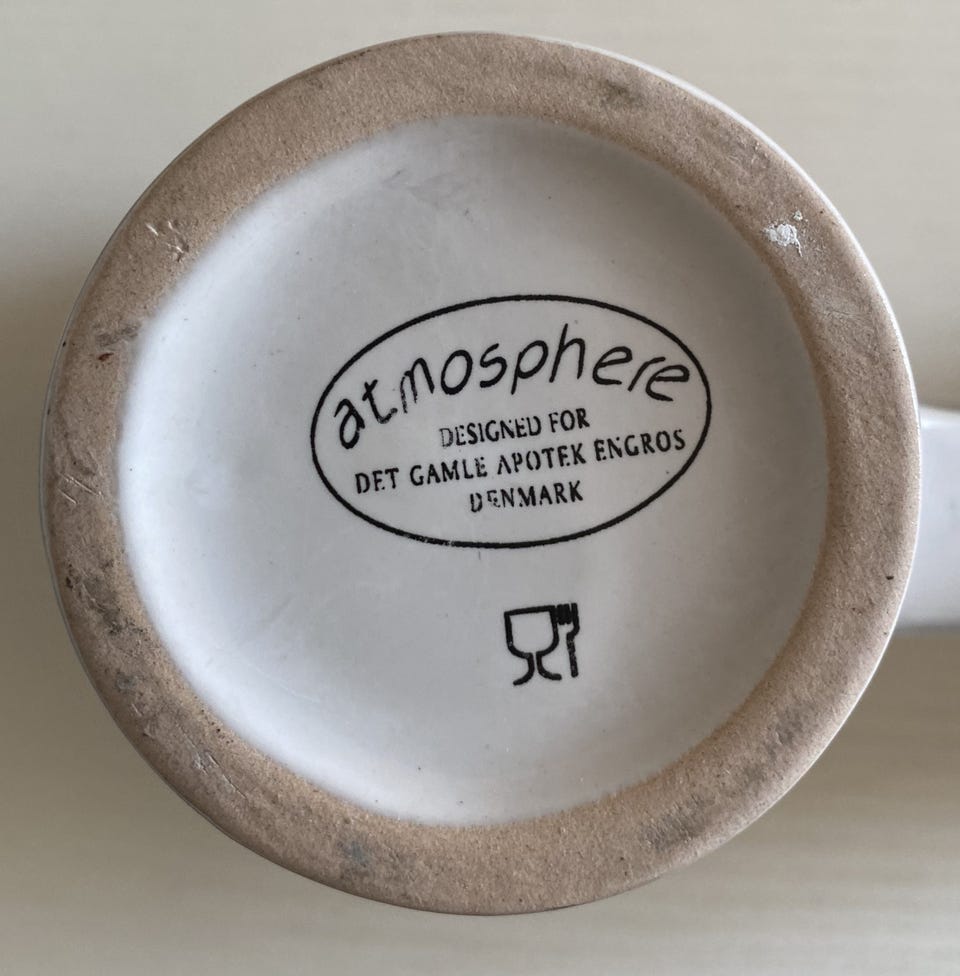 atmosphere
DESIGNED FOR
DET GAMLE APOTEK ENGROS
DENMARK